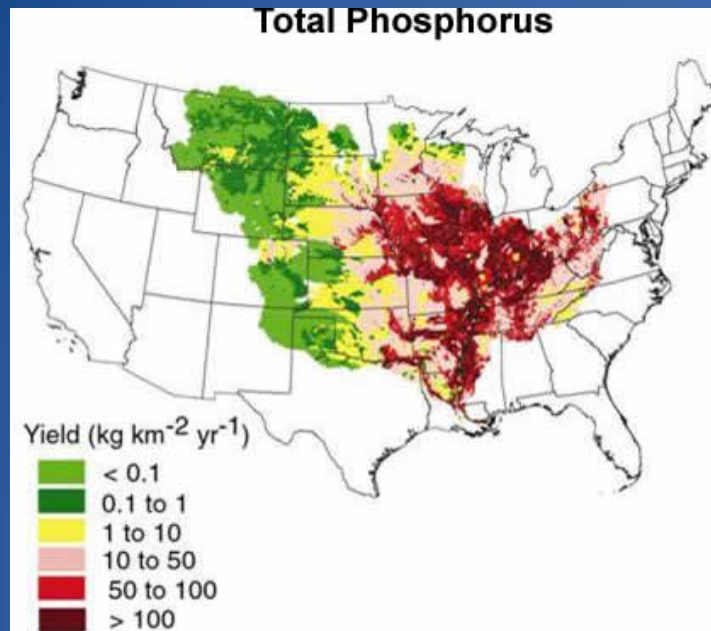 Total Phosphorus
Yield (kg km⁻² yr⁻¹)
< 0.1
0.1 to 1
1 to 10
10 to 50
50 to 100
> 100